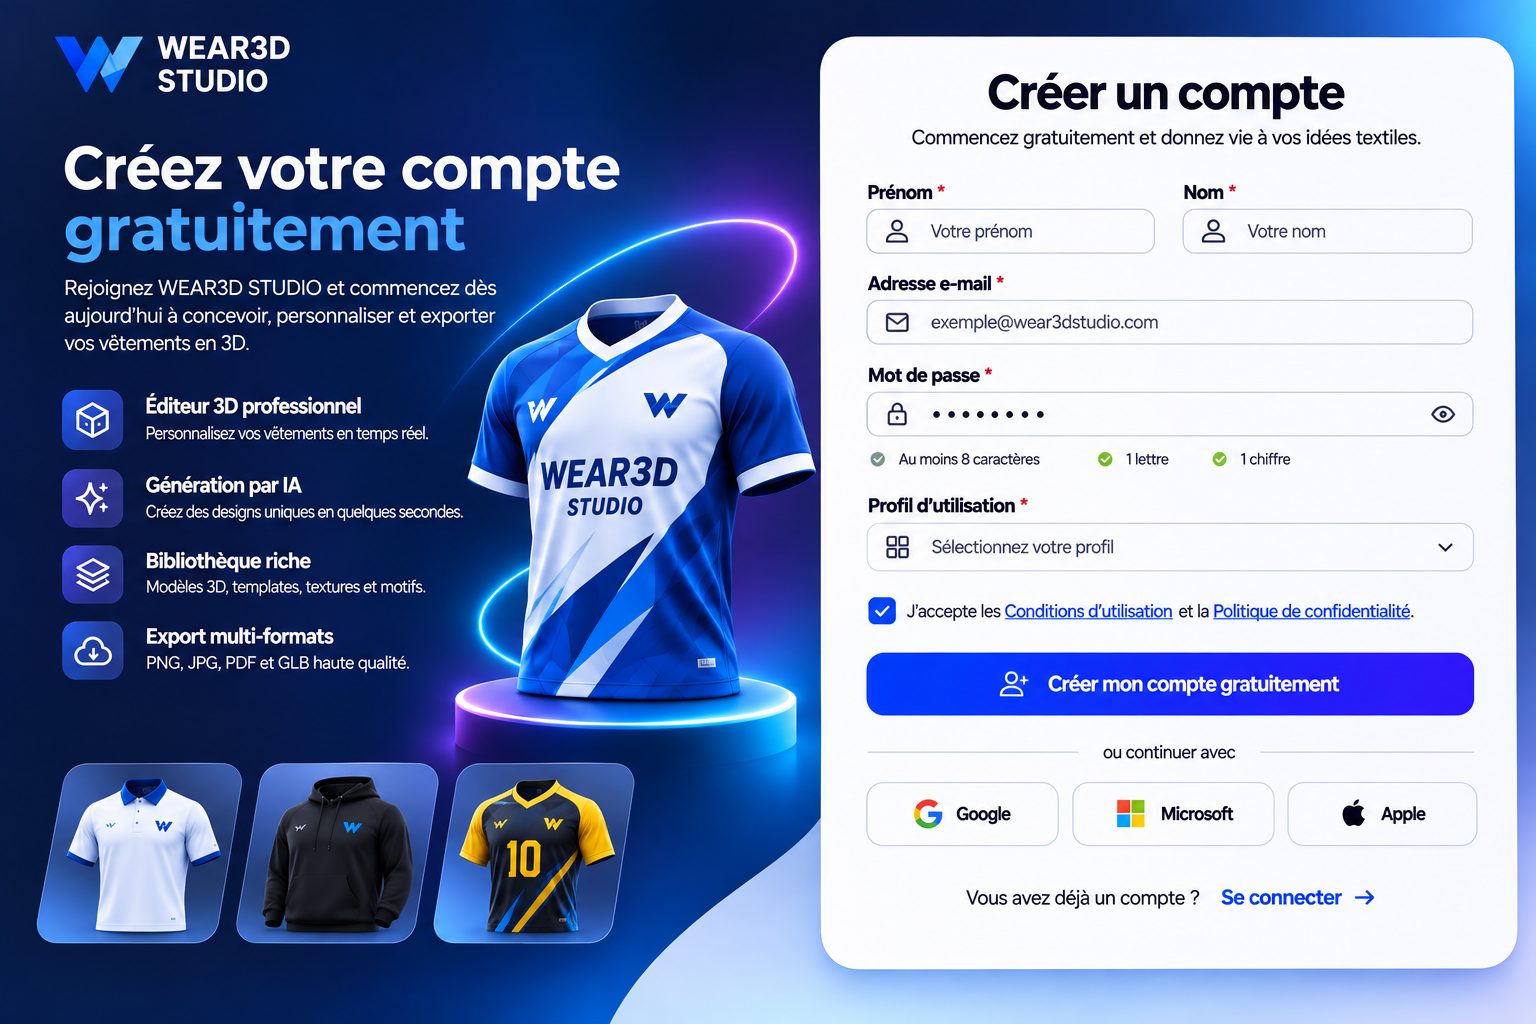 WEAR3D
STUDIO
Créez votre compte
gratuitement
Rejoignez WEAR3D STUDIO et commencez dès
aujourd'hui à concevoir, personnaliser et exporter
vos vêtements en 3D.
Éditeur 3D professionnel
Personnalisez vos vêtements en temps réel.
Génération par IA
Créez des designs uniques en quelques secondes.
Bibliothèque riche
Modèles 3D, templates, textures et motifs.
Export multi-formats
PNG, JPG, PDF et GLB haute qualité.
WEAR3D
STUDIO
10
Créer un compte
Commencez gratuitement et donnez vie à vos idées textiles.
Prénom * Nom *
Votre prénom Votre nom
Adresse e-mail *
exemple@wear3dstudio.com
Mot de passe *
••••••••
Au moins 8 caractères 1 lettre 1 chiffre
Profil d'utilisation *
Sélectionnez votre profil
J'accepte les Conditions d'utilisation et la Politique de confidentialité.
Créer mon compte gratuitement
ou continuer avec
Google Microsoft Apple
Vous avez déjà un compte ? Se connecter →